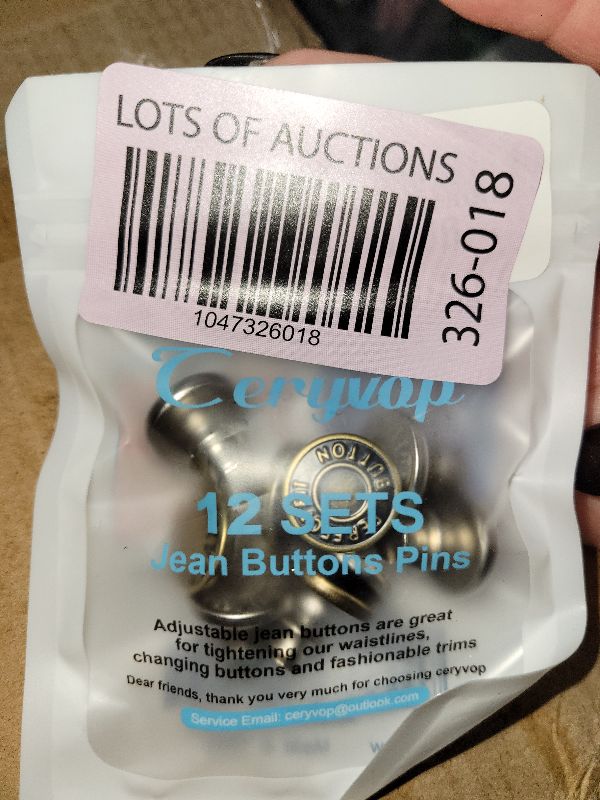 LOTS OF AUCTIONS
1047326018
326-018
Ceryvop
12 SETS
Jean Buttons Pins
Adjustable jean buttons are great
for tightening our waistlines,
changing buttons and fashionable trims
Dear friends, thank you very much for choosing ceryvop
Service Email: ceryvop@outlook.com
BUTTON